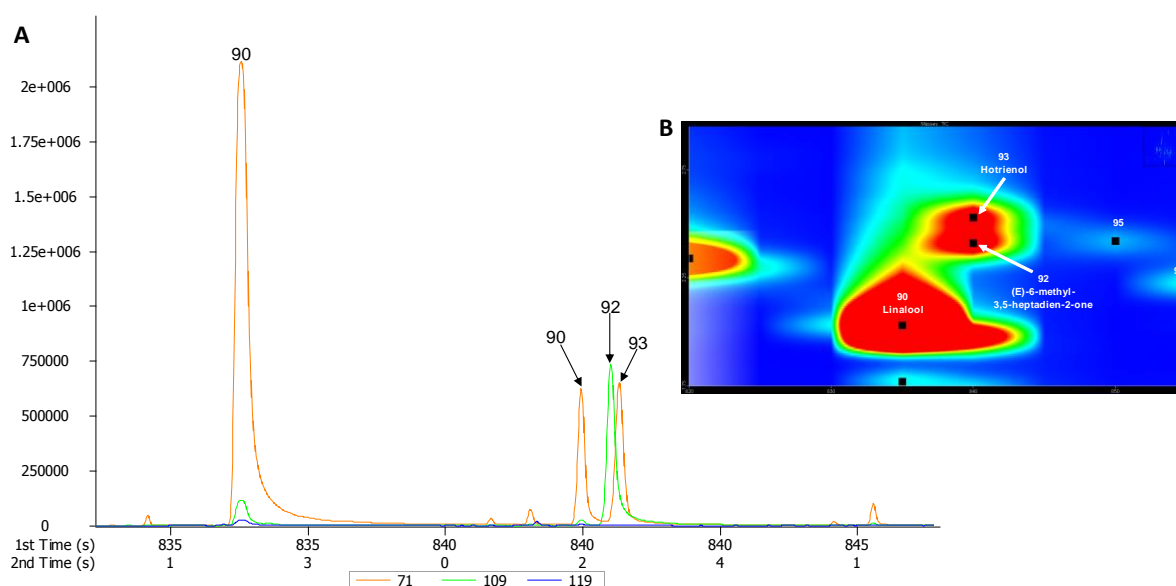 A
90
2e+006
1.75e+006
1.5e+006
1.25e+006
1e+006
750000
500000
250000
0
90
92
93
1st Time (s) 835 835 840 840 840 845
2nd Time (s) 1 3 0 2 4 1
71 109 119
B
93
Hotrienol
95
92
(E)-6-methyl-
3,5-heptadien-2-one
90
Linalool